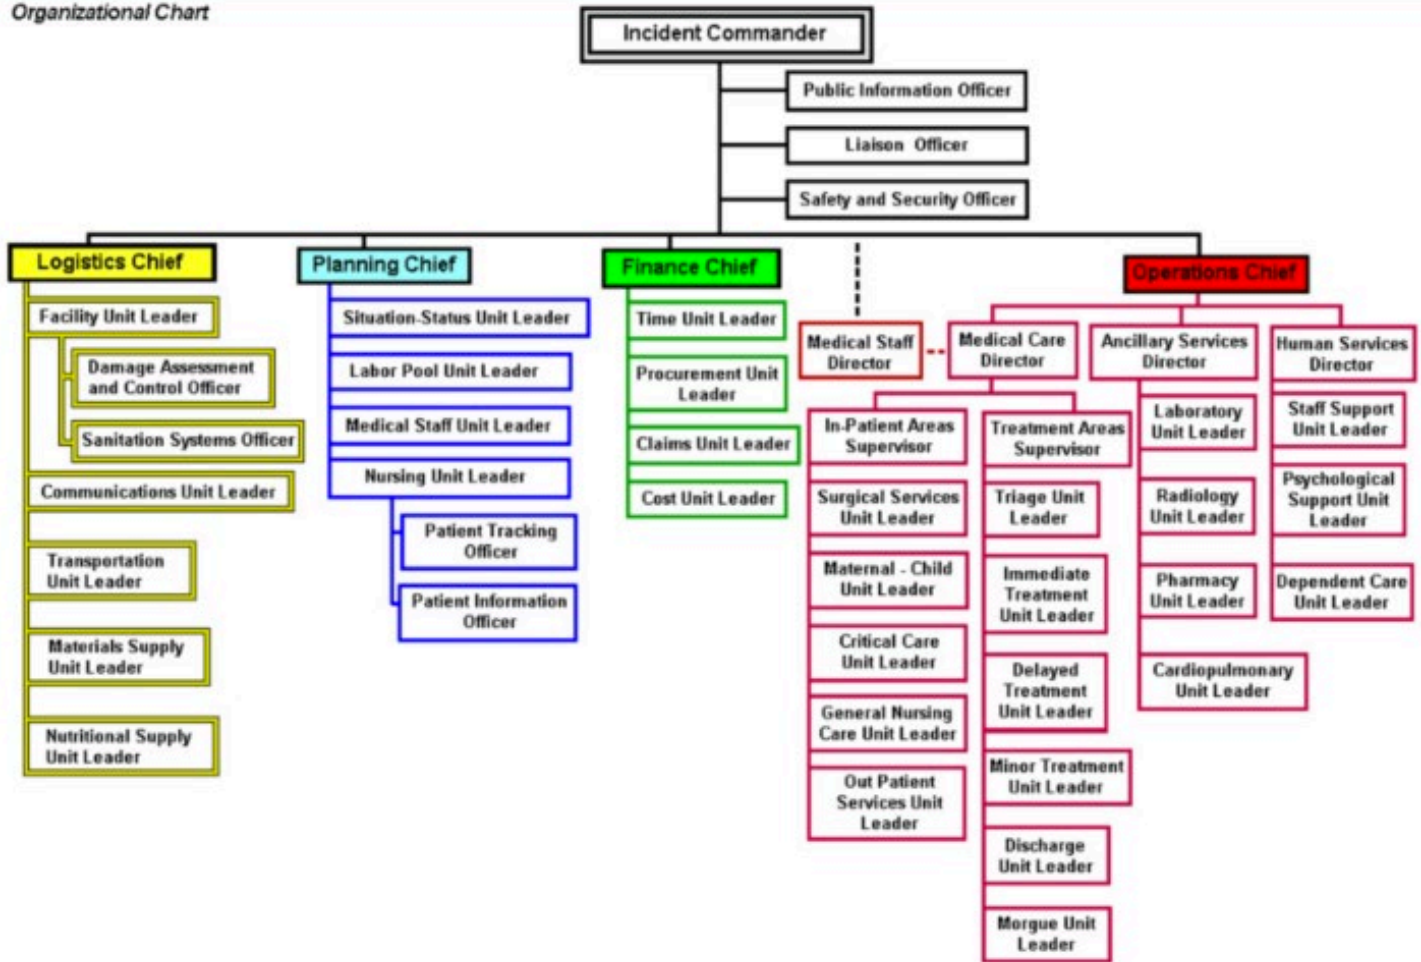 Organizational Chart
Incident Commander
Public Information Officer
Liaison Officer
Safety and Security Officer
Logistics Chief
Facility Unit Leader
Damage Assessment
and Control Officer
Sanitation Systems Officer
Communications Unit Leader
Transportation
Unit Leader
Materials Supply
Unit Leader
Nutritional Supply
Unit Leader
Planning Chief
Situation-Status Unit Leader
Labor Pool Unit Leader
Medical Staff Unit Leader
Nursing Unit Leader
Patient Tracking
Officer
Patient Information
Officer
Finance Chief
Time Unit Leader
Procurement Unit
Leader
Claims Unit Leader
Cost Unit Leader
Operations Chief
Medical Staff
Director
Medical Care
Director
In-Patient Areas
Supervisor
Surgical Services
Unit Leader
Maternal - Child
Unit Leader
Critical Care
Unit Leader
General Nursing
Care Unit Leader
Out Patient
Services Unit
Leader
Treatment Areas
Supervisor
Triage Unit
Leader
Immediate
Treatment
Unit Leader
Delayed
Treatment
Unit Leader
Minor Treatment
Unit Leader
Discharge
Unit Leader
Morgue Unit
Leader
Ancillary Services
Director
Laboratory
Unit Leader
Radiology
Unit Leader
Pharmacy
Unit Leader
Cardiopulmonary
Unit Leader
Human Services
Director
Staff Support
Unit Leader
Psychological
Support Unit
Leader
Dependent Care
Unit Leader